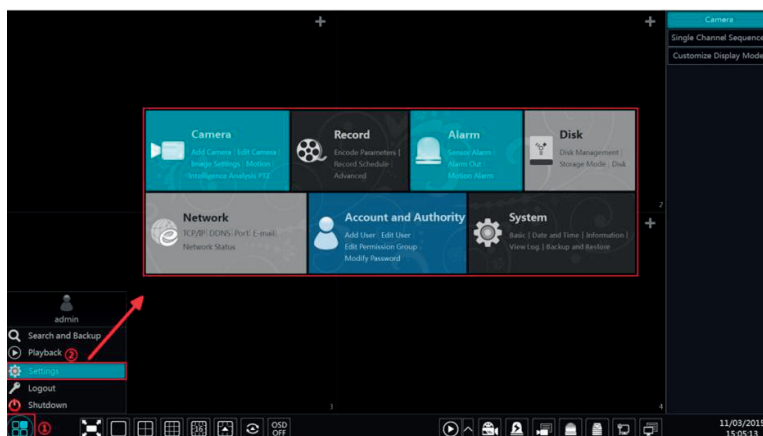 Camera
Single Channel Sequence
Customize Display Mode
Camera
Add Camera | Edit Camera |
Image Settings | Motion |
Intelligence Analysis PTZ
Record
Encode Parameters |
Record Schedule |
Advanced
Alarm
Sensor Alarm |
Alarm Out |
Motion Alarm
Disk
Disk Management |
Storage Mode | Disk
2
Network
TCP/IP | DDNS | Port | E-mail |
Network Status
Account and Authority
Add User | Edit User |
Edit Permission Group |
Modify Password
System
Basic | Date and Time | Information |
View Log | Backup and Restore
admin
Search and Backup
Playback ②
Settings
Logout
Shutdown
3
4
①
16
OSD
OFF
11/03/2015
15:05:13